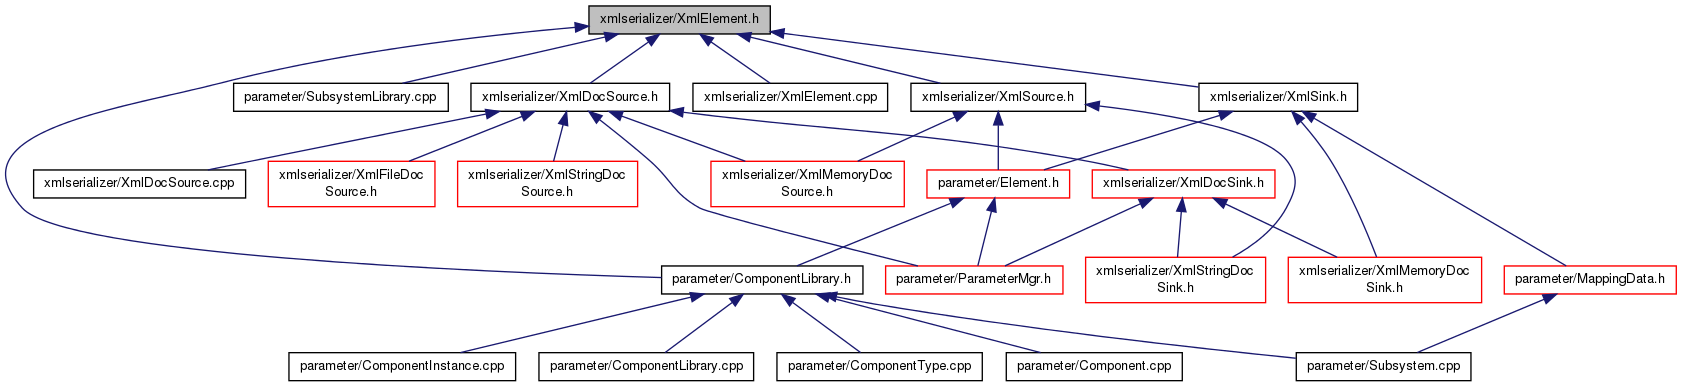 xmlserializer/XmlElement.h
parameter/SubsystemLibrary.cpp
xmlserializer/XmlDocSource.h
xmlserializer/XmlElement.cpp
xmlserializer/XmlSource.h
xmlserializer/XmlSink.h
xmlserializer/XmlDocSource.cpp
xmlserializer/XmlFileDoc
Source.h
xmlserializer/XmlStringDoc
Source.h
xmlserializer/XmlMemoryDoc
Source.h
parameter/Element.h
xmlserializer/XmlDocSink.h
parameter/ComponentLibrary.h
parameter/ParameterMgr.h
xmlserializer/XmlStringDoc
Sink.h
xmlserializer/XmlMemoryDoc
Sink.h
parameter/MappingData.h
parameter/ComponentInstance.cpp
parameter/ComponentLibrary.cpp
parameter/ComponentType.cpp
parameter/Component.cpp
parameter/Subsystem.cpp